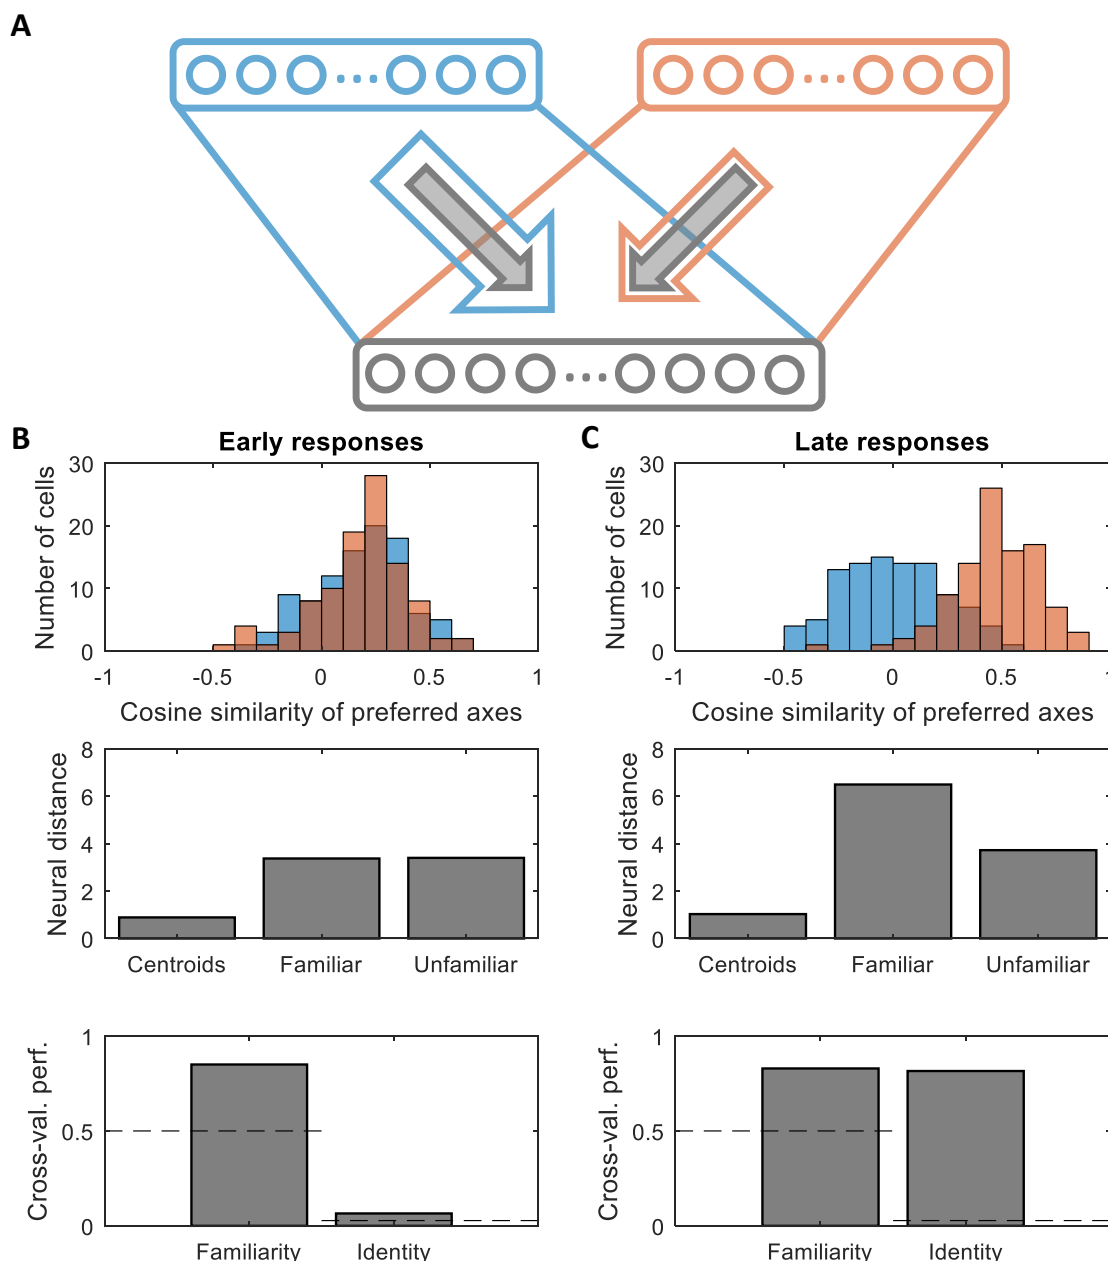 A
B
Early responses
Number of cells
30
20
10
0
-1
-0.5
0
0.5
1
Cosine similarity of preferred axes
Neural distance
8
6
4
2
0
Centroids
Familiar
Unfamiliar
Cross-val. perf.
1
0.5
0
Familiarity
Identity
C
Late responses
Number of cells
30
20
10
0
-1
-0.5
0
0.5
Cosine similarity of preferred axes
Neural distance
8
6
4
2
0
Centroids
Familiar
Unfamiliar
Cross-val. perf.
1
0.5
0
Familiarity
Identity